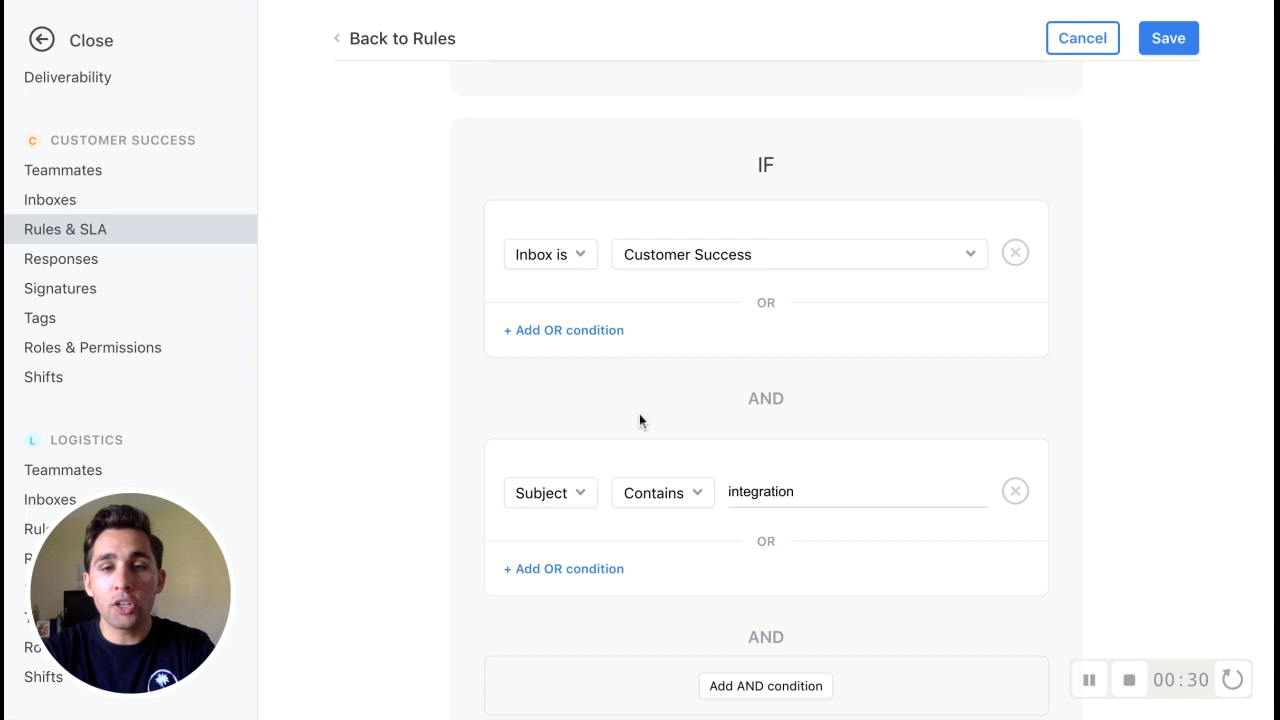 Close
Deliverability
C CUSTOMER SUCCESS
Teammates
Inboxes
Rules & SLA
Responses
Signatures
Tags
Roles & Permissions
Shifts
L LOGISTICS
Teammates
Inboxes
Shifts
Back to Rules
Cancel
Save
IF
Inbox is
Customer Success
OR
+ Add OR condition
AND
Subject
Contains
integration
OR
+ Add OR condition
AND
Add AND condition
00:30